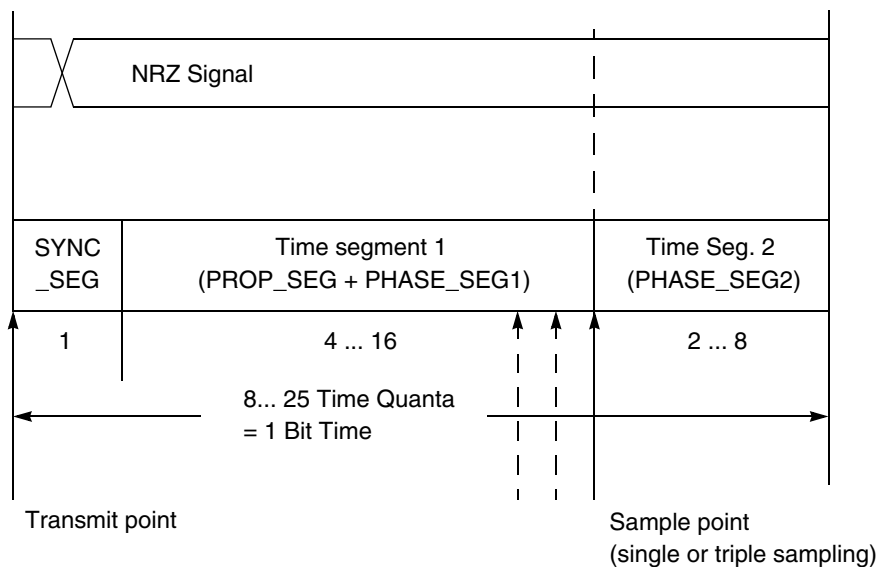 NRZ Signal
SYNC
_SEG
Time segment 1
(PROP_SEG + PHASE_SEG1)
Time Seg. 2
(PHASE_SEG2)
1
4 ... 16
2 ... 8
8... 25 Time Quanta
= 1 Bit Time
Transmit point
Sample point
(single or triple sampling)